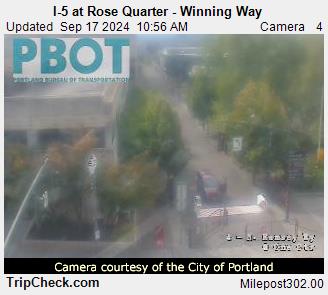 I-5 at Rose Quarter - Winning Way
Updated Sep 17 2024 10:56 AM Camera 4
PBOT
PORTLAND BUREAU OF TRANSPORTATION
Camera courtesy of the City of Portland
TripCheck.com Milepost302.00